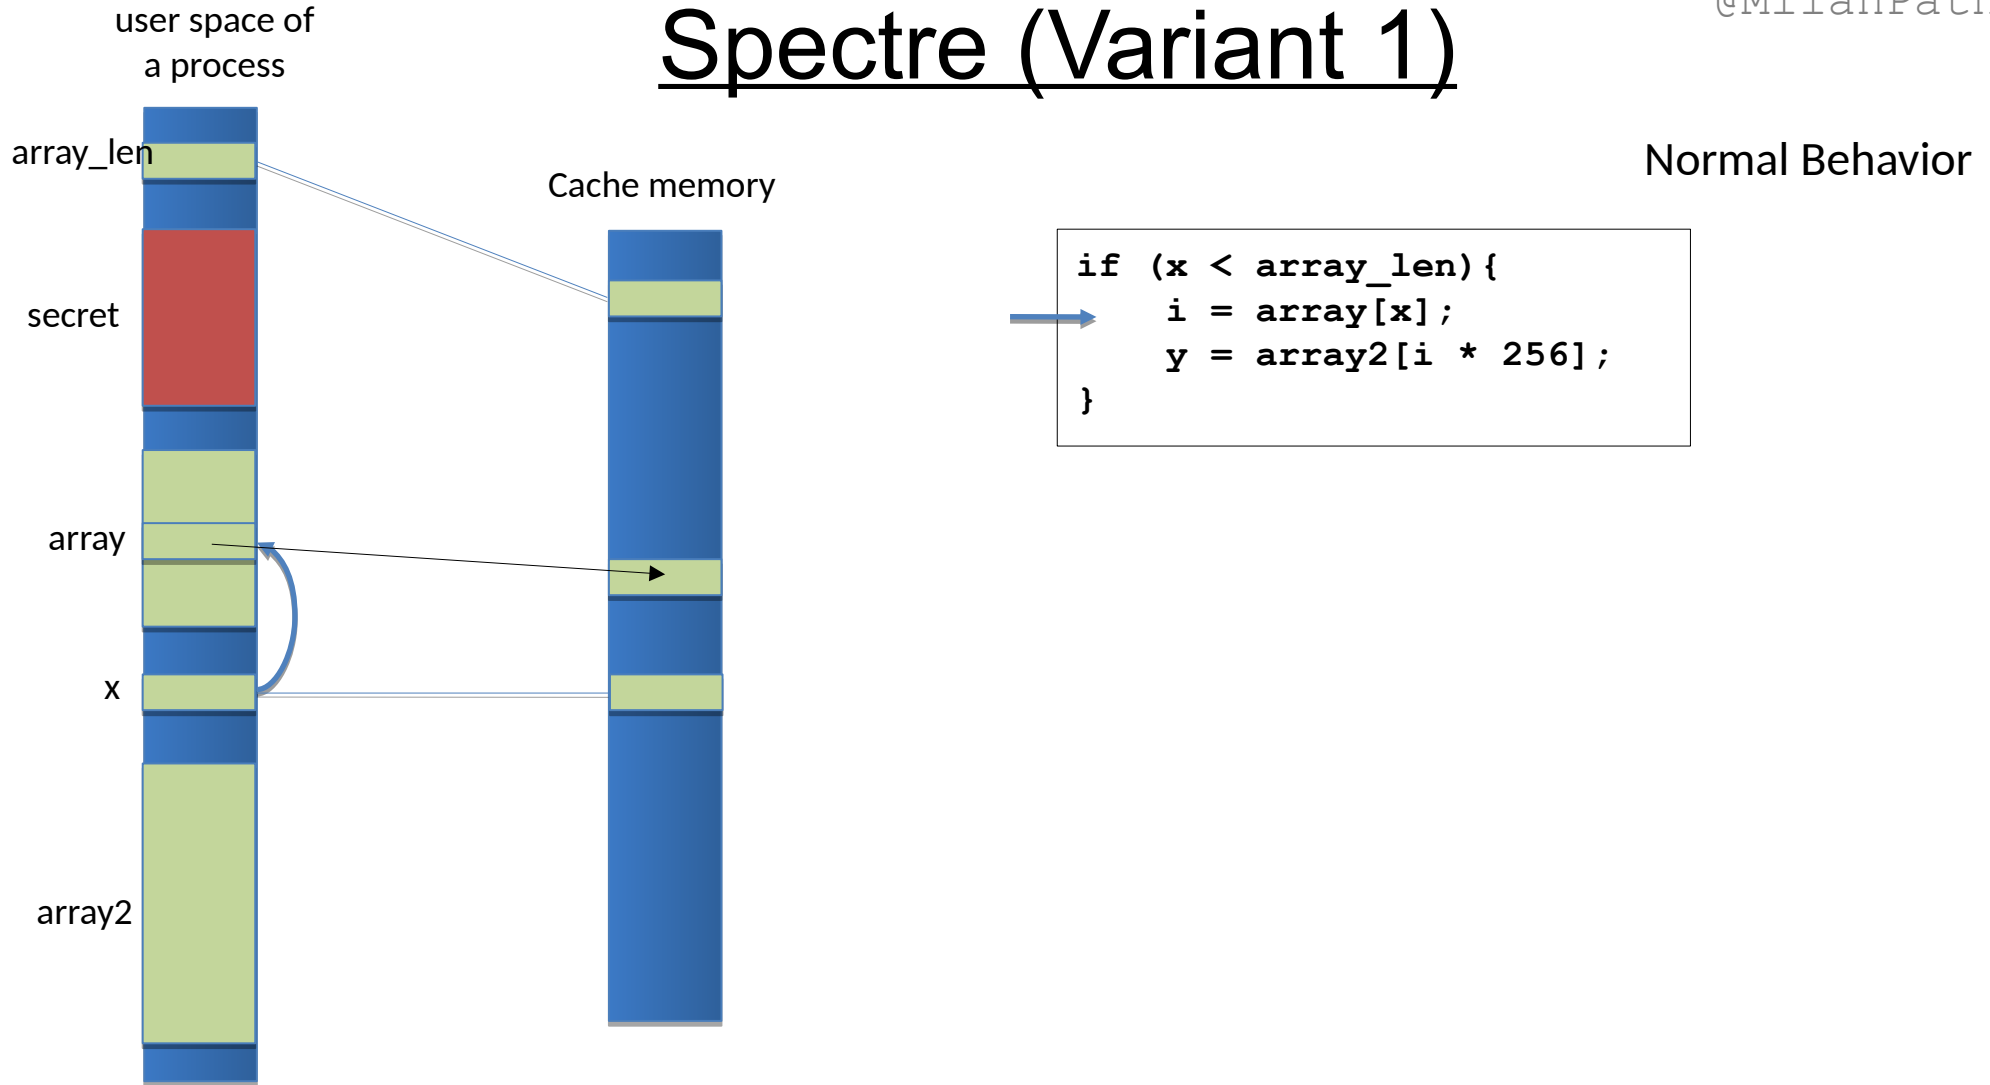 user space of
a process
Spectre (Variant 1)
array_len
Cache memory
Normal Behavior
secret
if (x < array_len){
    i = array[x];
    y = array2[i * 256];
}
array
x
array2